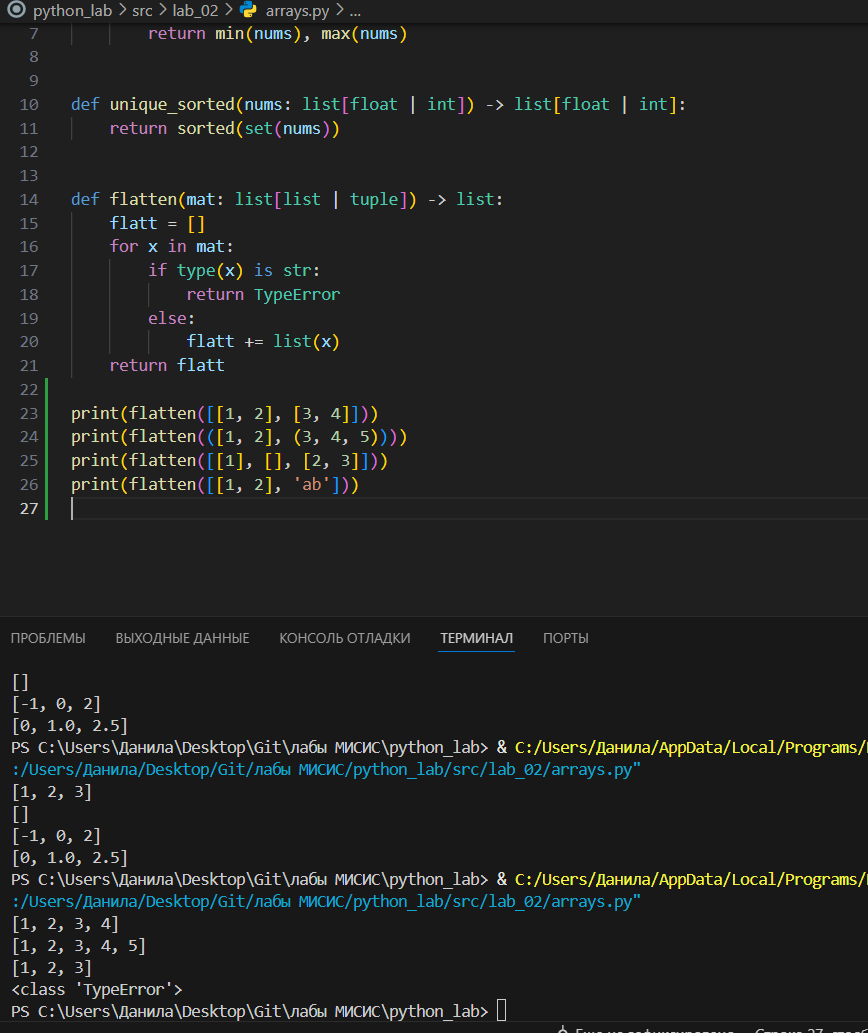 python_lab > src > lab_02 > arrays.py > ...
7 return min(nums), max(nums)
8
9
10 def unique_sorted(nums: list[float | int]) -> list[float | int]:
11 return sorted(set(nums))
12
13
14 def flatten(mat: list[list | tuple]) -> list:
15 flatt = []
16 for x in mat:
17 if type(x) is str:
18 return TypeError
19 else:
20 flatt += list(x)
21 return flatt
22
23 print(flatten([[1, 2], [3, 4]]))
24 print(flatten(([1, 2], (3, 4, 5))))
25 print(flatten([[1], [], [2, 3]]))
26 print(flatten([[1, 2], 'ab']))
27
ПРОБЛЕМЫ ВЫХОДНЫЕ ДАННЫЕ КОНСОЛЬ ОТЛАДКИ ТЕРМИНАЛ ПОРТЫ
[]
[-1, 0, 2]
[0, 1.0, 2.5]
PS C:\Users\Данила\Desktop\Git\лабы МИСИС\python_lab> & C:/Users/Данила/AppData/Local/Programs/
:/Users/Данила/Desktop/Git/лабы МИСИС/python_lab/src/lab_02/arrays.py"
[1, 2, 3]
[]
[-1, 0, 2]
[0, 1.0, 2.5]
PS C:\Users\Данила\Desktop\Git\лабы МИСИС\python_lab> & C:/Users/Данила/AppData/Local/Programs/
:/Users/Данила/Desktop/Git/лабы МИСИС/python_lab/src/lab_02/arrays.py"
[1, 2, 3, 4]
[1, 2, 3, 4, 5]
[1, 2, 3]
<class 'TypeError'>
PS C:\Users\Данила\Desktop\Git\лабы МИСИС\python_lab>